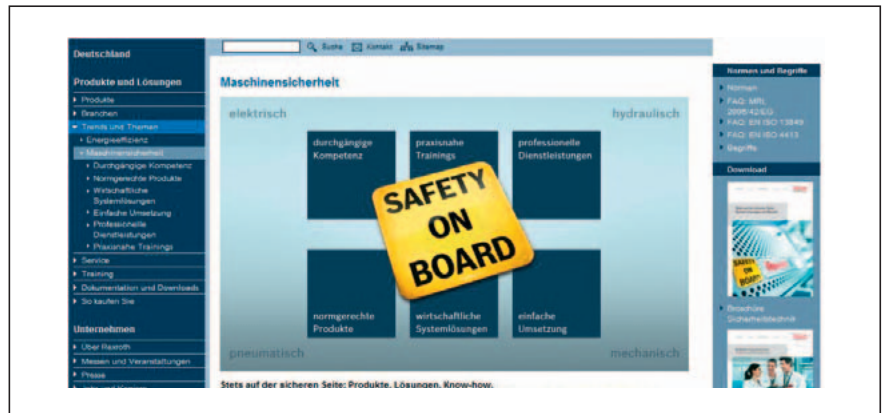 Deutschland
Produkte und Lösungen
Produkte
Branchen
Trends und Themen
Energieeffizienz
Maschinensicherheit
Durchgängige Kompetenz
Normgerechte Produkte
Wirtschaftliche
Systemlösungen
Einfache Umsetzung
Professionelle
Dienstleistungen
Praxisnahe Trainings
Service
Training
Dokumentation und Downloads
So kaufen Sie
Unternehmen
Über Rexroth
Messen und Veranstaltungen
Presse
Suche Kontakt Sitemap
Maschinensicherheit
elektrisch
hydraulisch
durchgängige
Kompetenz
praxisnahe
Trainings
professionelle
Dienstleistungen
SAFETY
ON
BOARD
normgerechte
Produkte
wirtschaftliche
Systemlösungen
einfache
Umsetzung
pneumatisch
mechanisch
Stets auf der sicheren Seite: Produkte, Lösungen, Know-how.
Normen und Begriffe
Normen
FAQ: MRL
2006/42/EG
FAQ: EN ISO 13849
FAQ: EN ISO 4413
Begriffe
Download
SAFETY
ON
BOARD
Broschüre
Sicherheitstechnik